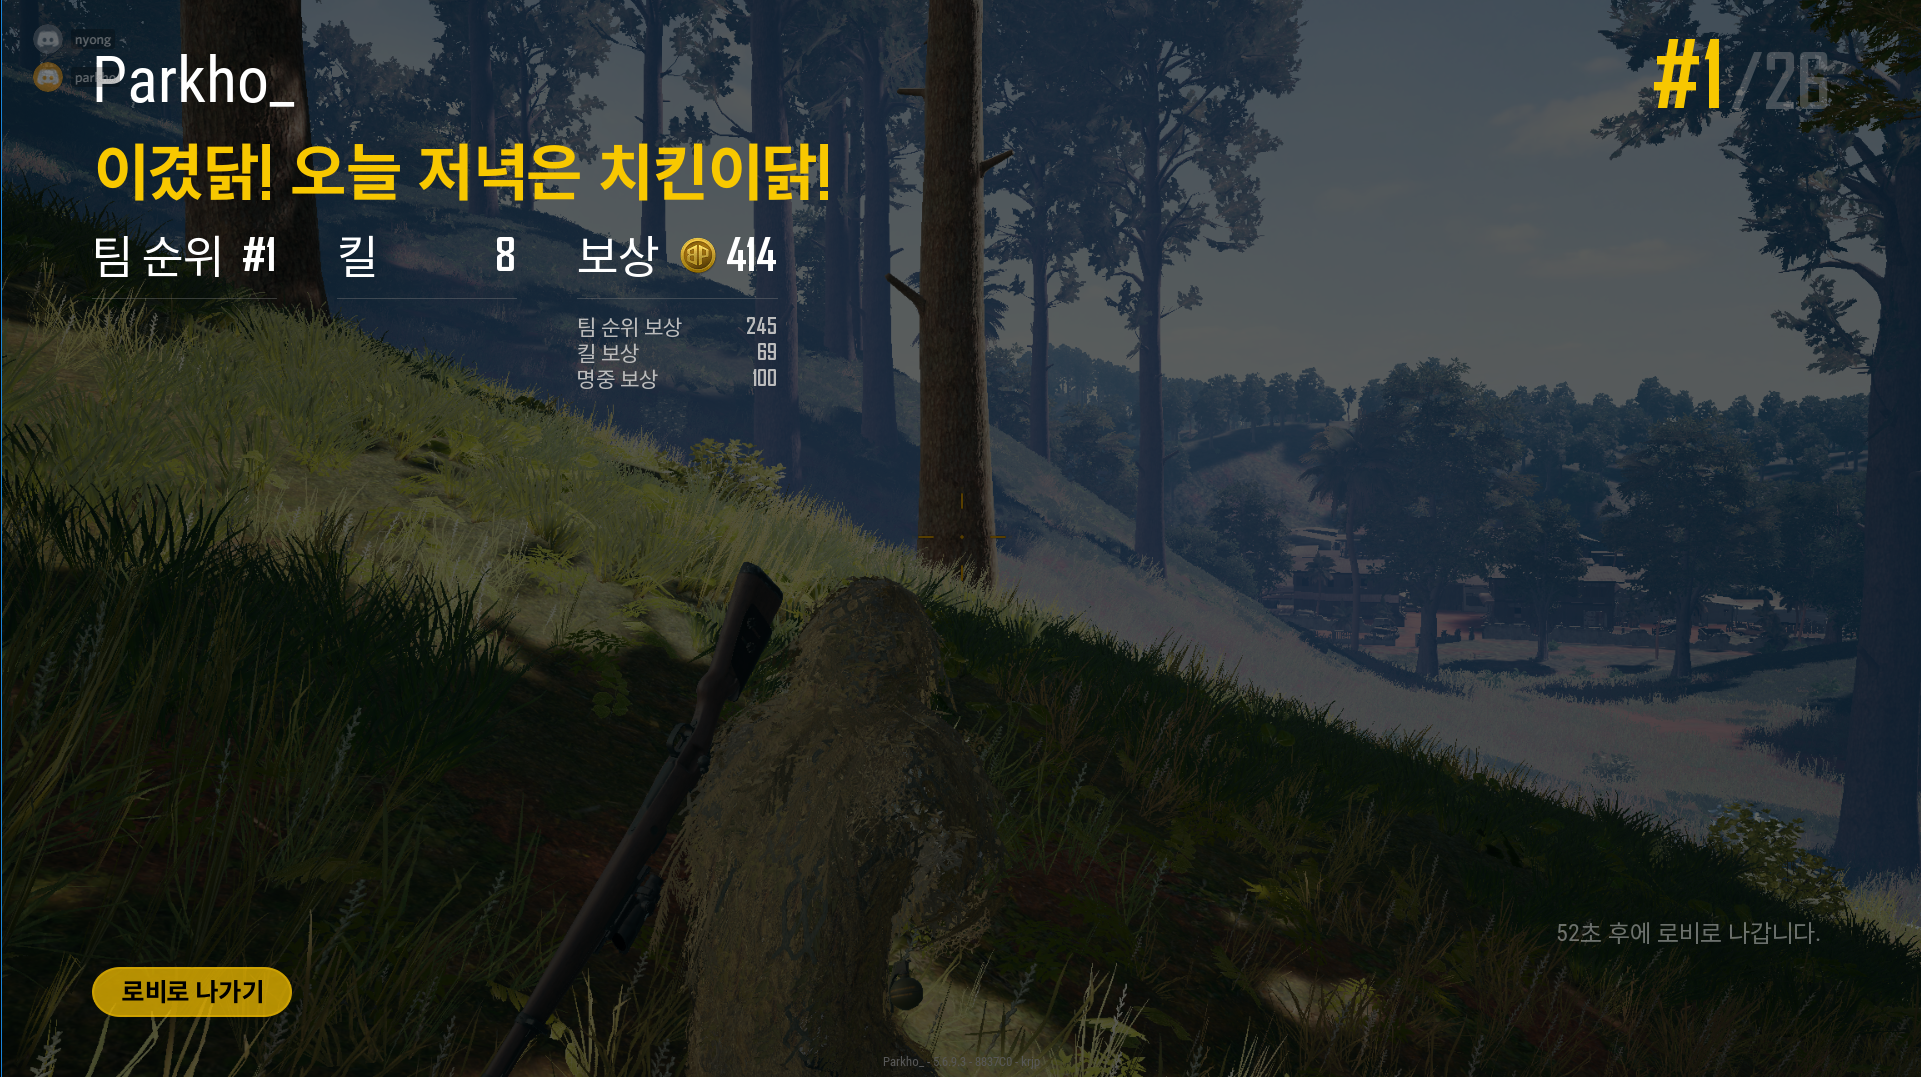 nyong
Parkho_
#1/26
이겼닭! 오늘 저녁은 치킨이닭!
팀 순위 #1
킬 8
보상 BP 414
팀 순위 보상 245
킬 보상 69
명중 보상 100
52초 후에 로비로 나갑니다.
로비로 나가기